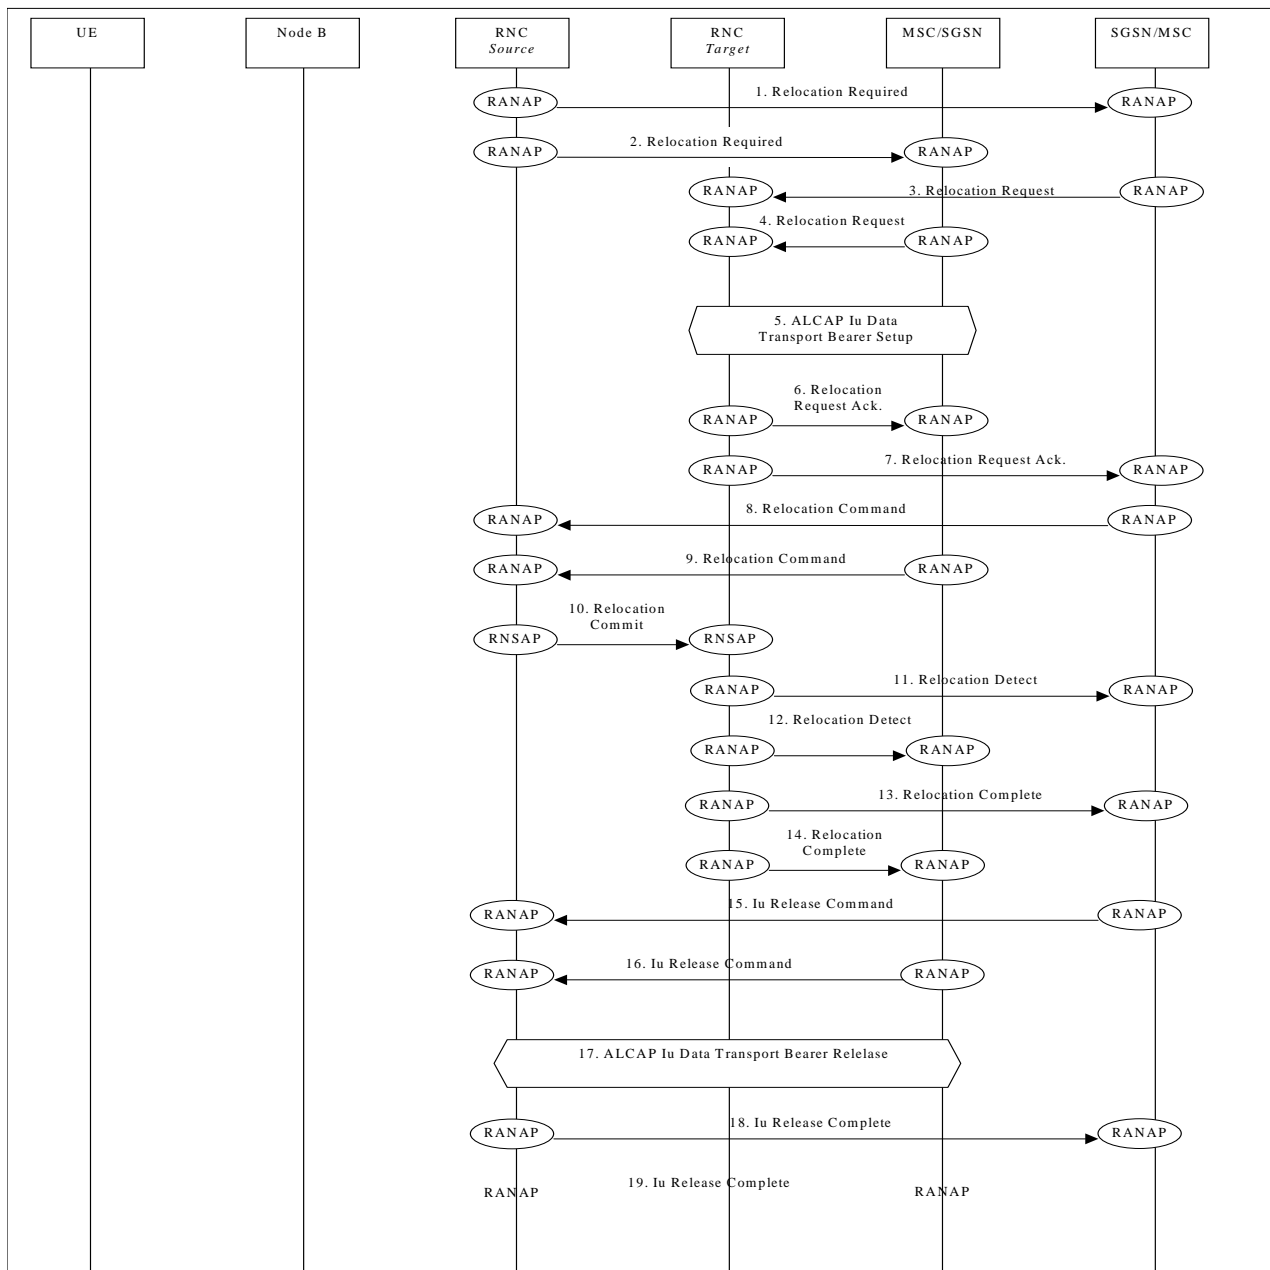 UE
Node B
RNC
Source
RNC
Target
MSC/SGSN
SGSN/MSC
RANAP
1. Relocation Required
RANAP
RANAP
2. Relocation Required
RANAP
RANAP
3. Relocation Request
RANAP
RANAP
4. Relocation Request
RANAP
5. ALCAP Iu Data
Transport Bearer Setup
6. Relocation
Request Ack.
RANAP
RANAP
RANAP
7. Relocation Request Ack.
RANAP
RANAP
8. Relocation Command
RANAP
RANAP
9. Relocation Command
RANAP
10. Relocation
Commit
RNSAP
RNSAP
RANAP
11. Relocation Detect
RANAP
12. Relocation Detect
RANAP
RANAP
RANAP
13. Relocation Complete
RANAP
14. Relocation
Complete
RANAP
RANAP
RANAP
15. Iu Release Command
RANAP
RANAP
16. Iu Release Command
RANAP
17. ALCAP Iu Data Transport Bearer Relelase
RANAP
18. Iu Release Complete
RANAP
RANAP
19. Iu Release Complete
RANAP